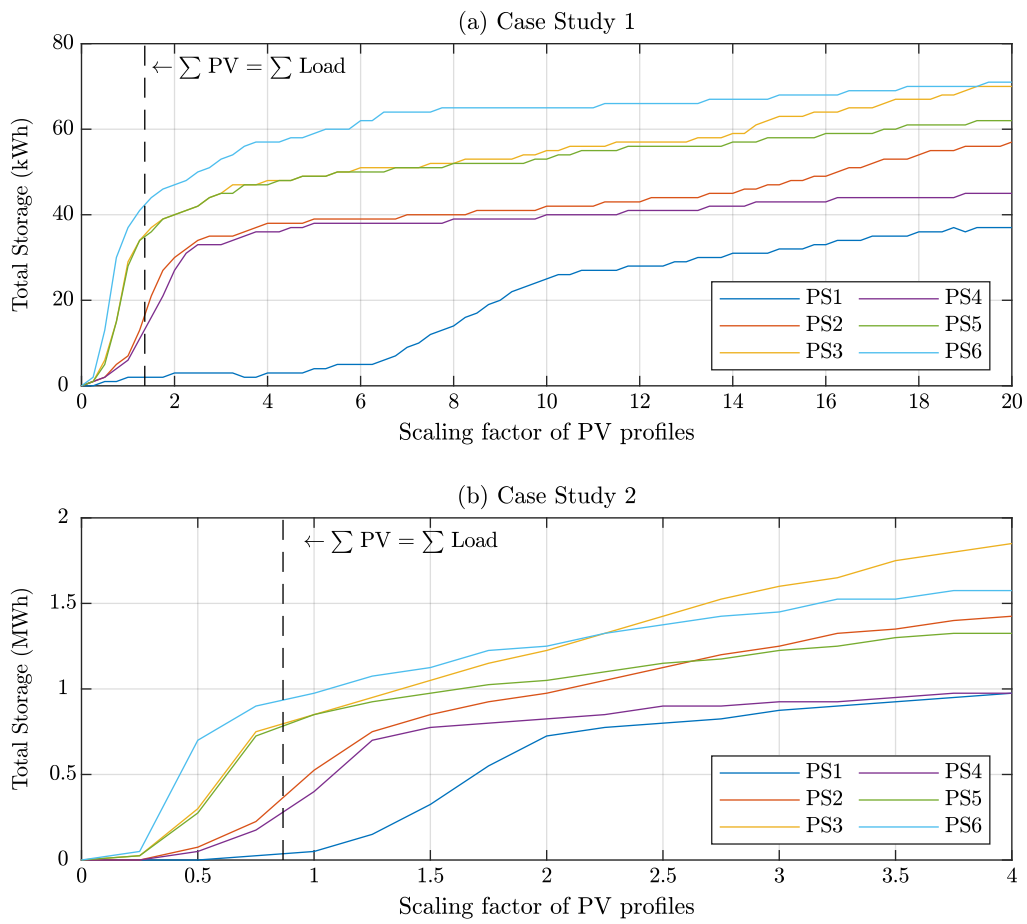 (a) Case Study 1
80
60
40
20
0
Total Storage (kWh)
← ∑ PV = ∑ Load
PS1 PS4
PS2 PS5
PS3 PS6
0 2 4 6 8 10 12 14 16 18 20
Scaling factor of PV profiles
(b) Case Study 2
2
1.5
1
0.5
0
Total Storage (MWh)
← ∑ PV = ∑ Load
PS1 PS4
PS2 PS5
PS3 PS6
0 0.5 1 1.5 2 2.5 3 3.5 4
Scaling factor of PV profiles